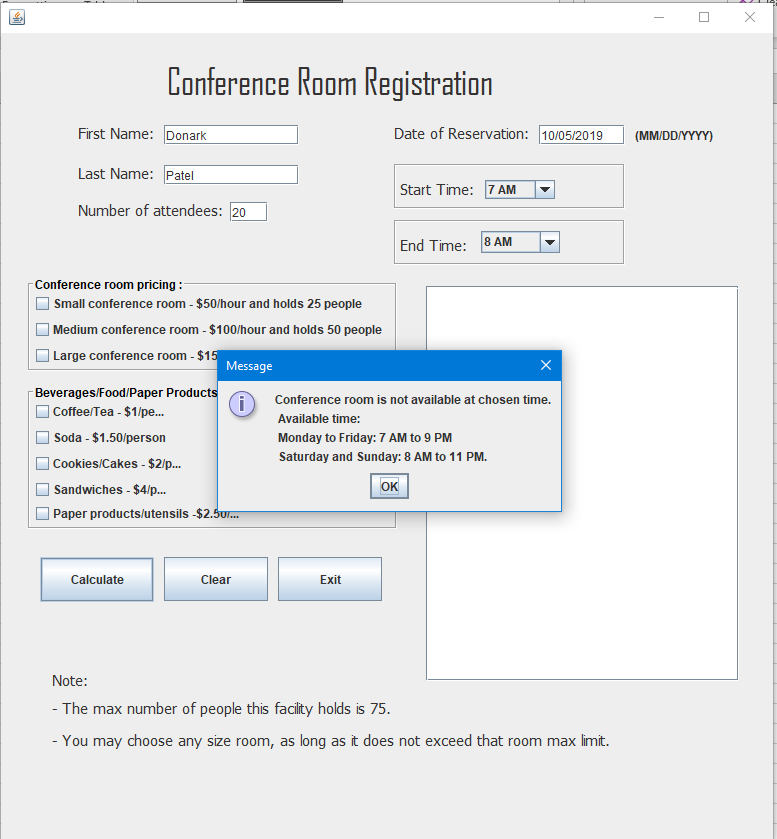 Conference Room Registration
First Name: Donark
Date of Reservation: 10/05/2019 (MM/DD/YYYY)
Last Name: Patel
Start Time: 7 AM
Number of attendees: 20
End Time: 8 AM
Conference room pricing :
Small conference room - $50/hour and holds 25 people
Medium conference room - $100/hour and holds 50 people
Large conference room - $15
Message
Conference room is not available at chosen time.
Available time:
Monday to Friday: 7 AM to 9 PM
Saturday and Sunday: 8 AM to 11 PM.
OK
Beverages/Food/Paper Products
Coffee/Tea - $1/pe...
Soda - $1.50/person
Cookies/Cakes - $2/p...
Sandwiches - $4/p...
Paper products/utensils -$2.50/...
Calculate
Clear
Exit
Note:
- The max number of people this facility holds is 75.
- You may choose any size room, as long as it does not exceed that room max limit.